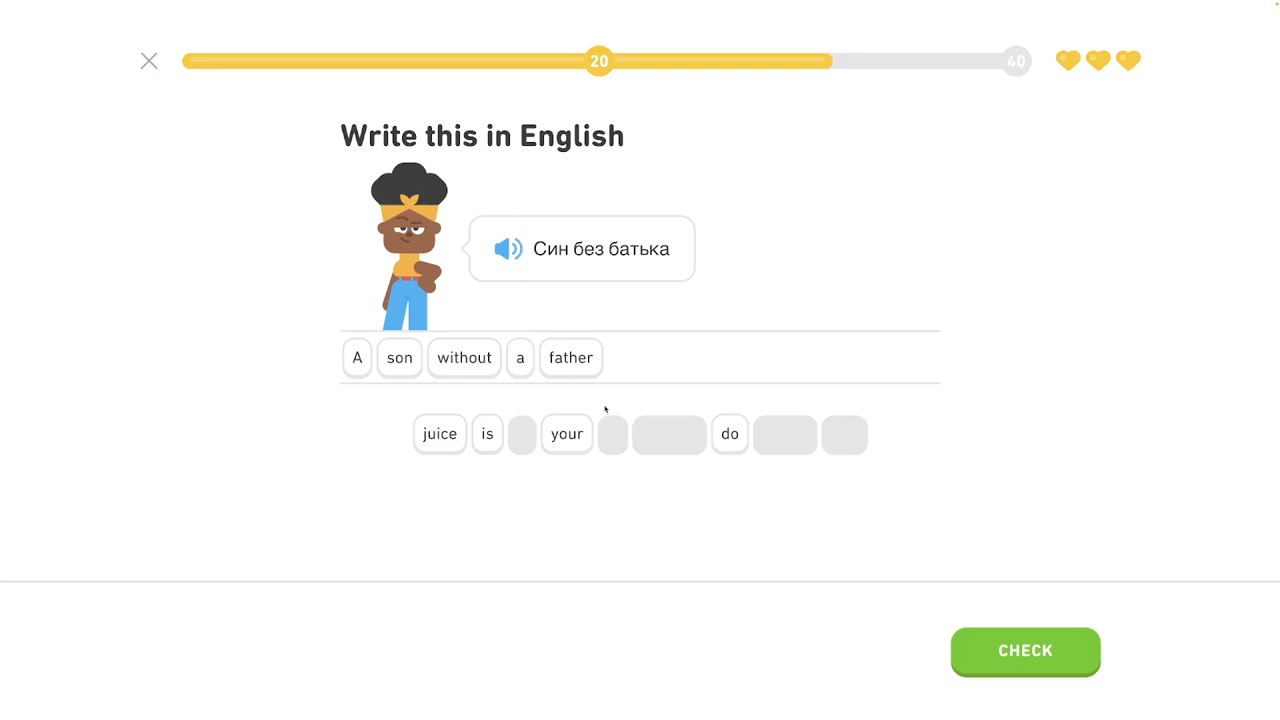 20
40
Write this in English
Син без батька
A son without a father
juice is your do
CHECK